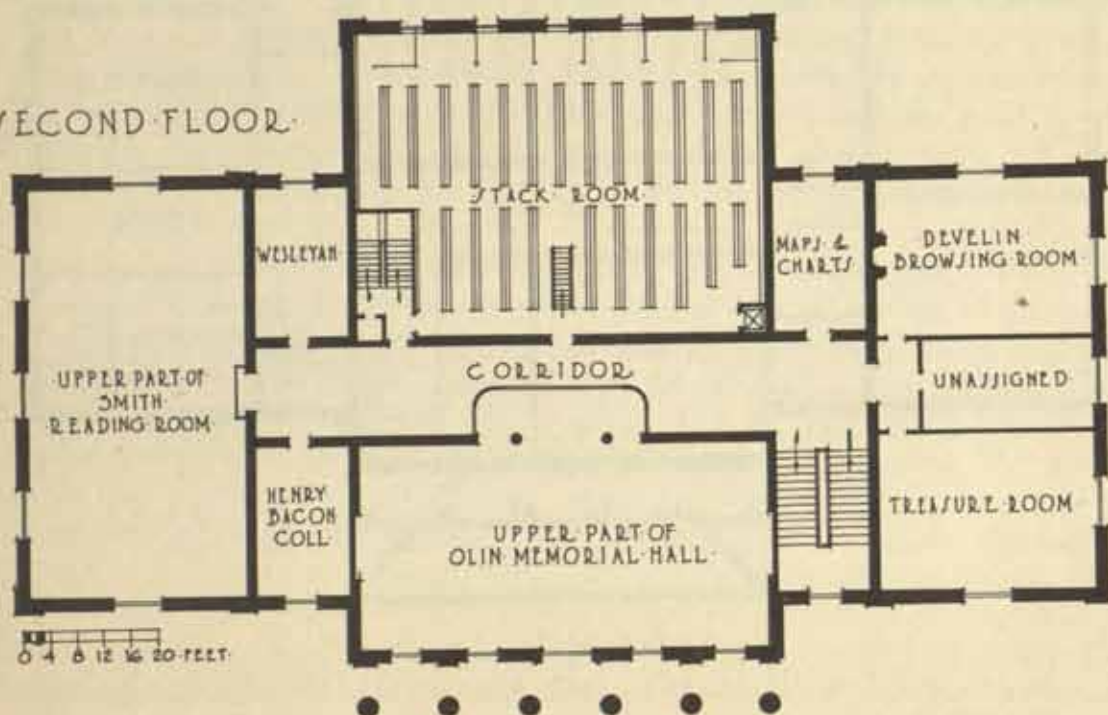 SECOND·FLOOR·
STACK·ROOM·
WESLEYAN·
MAPS·&
CHARTS·
DEVELIN
BROWSING ROOM·
CORRIDOR
UPPER PART OF
SMITH
READING ROOM
UNASSIGNED·
HENRY
BACON
COLL·
UPPER·PART·OF
OLIN·MEMORIAL·HALL·
TREASURE·ROOM
0 4 8 12 16 20·FEET·